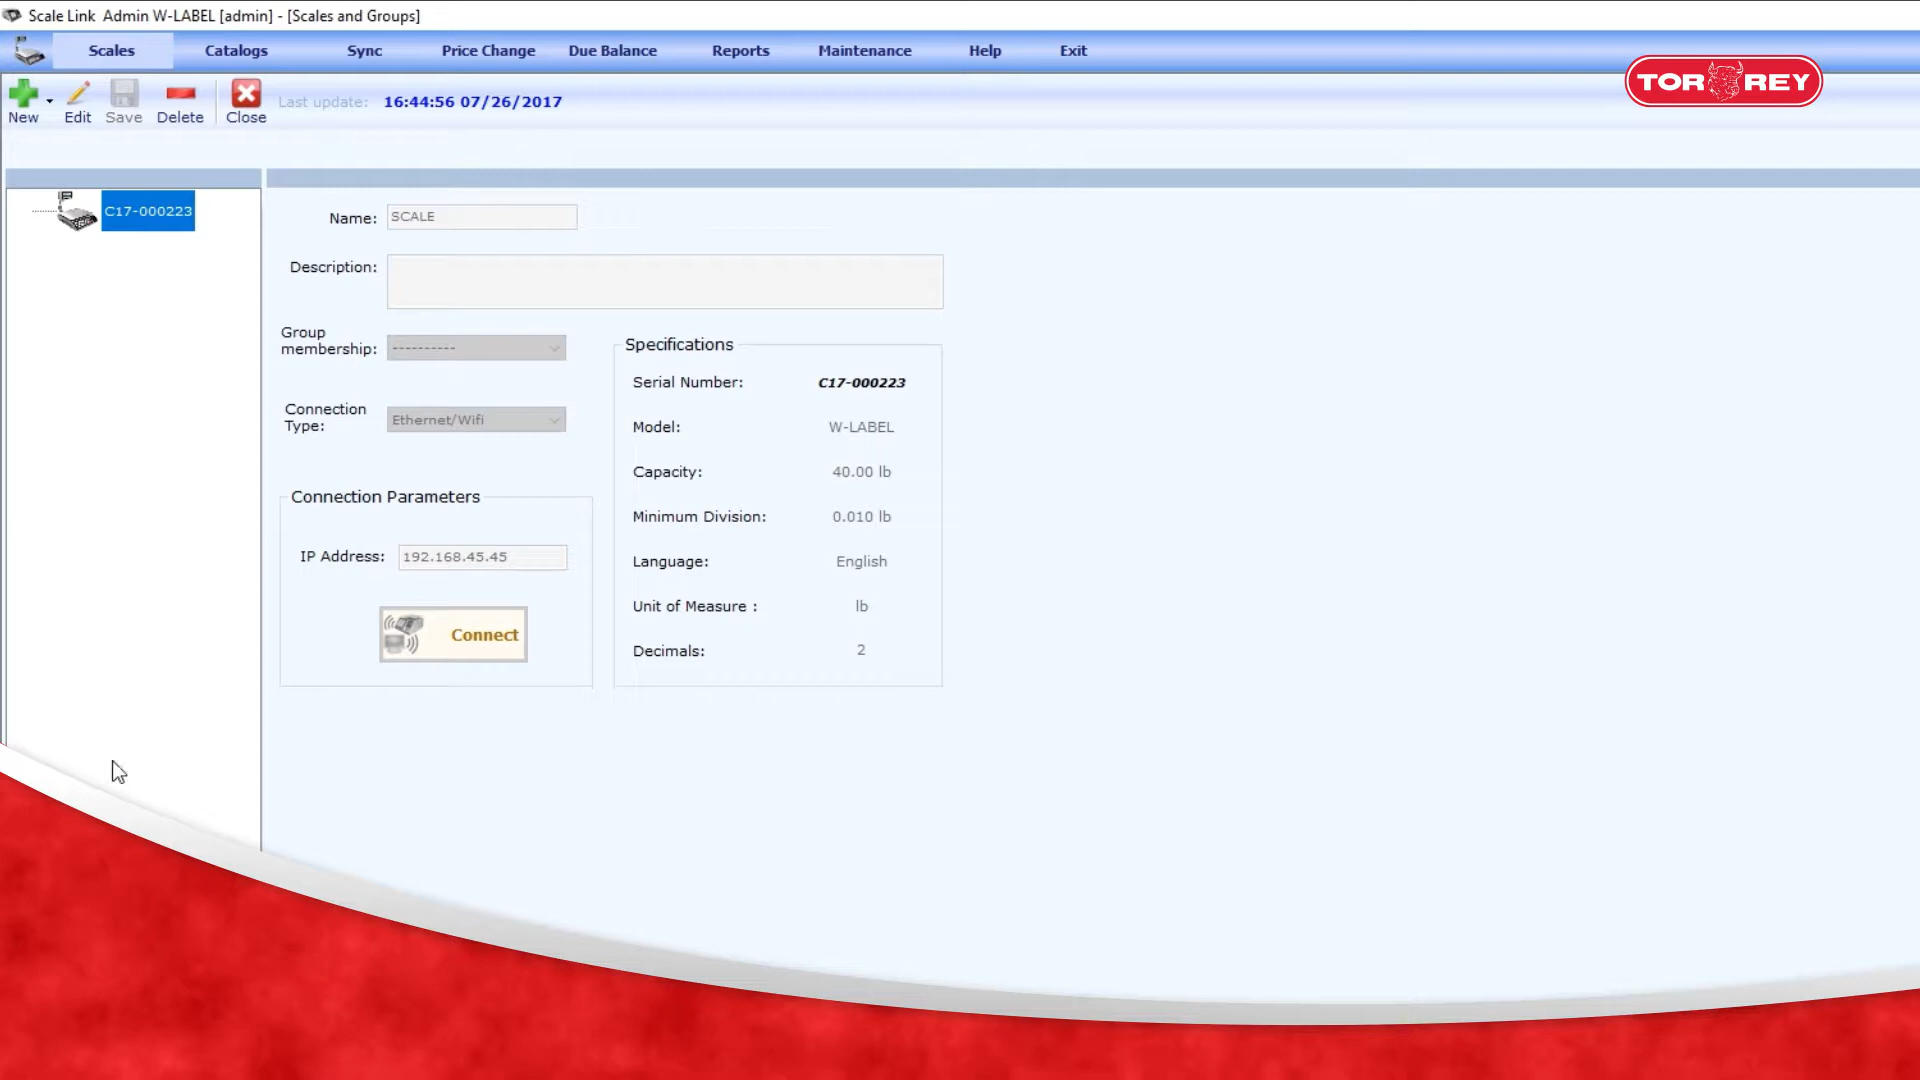 Scale Link Admin W-LABEL [admin] - [Scales and Groups]
Scales Catalogs Sync Price Change Due Balance Reports Maintenance Help Exit
TOR REY
New Edit Save Delete Close Last update: 16:44:56 07/26/2017
C17-000223
Name: SCALE
Description:
Group
membership: ----------
Connection
Type: Ethernet/Wifi
Connection Parameters
IP Address: 192.168.45.45
Connect
Specifications
Serial Number: C17-000223
Model: W-LABEL
Capacity: 40.00 lb
Minimum Division: 0.010 lb
Language: English
Unit of Measure : lb
Decimals: 2